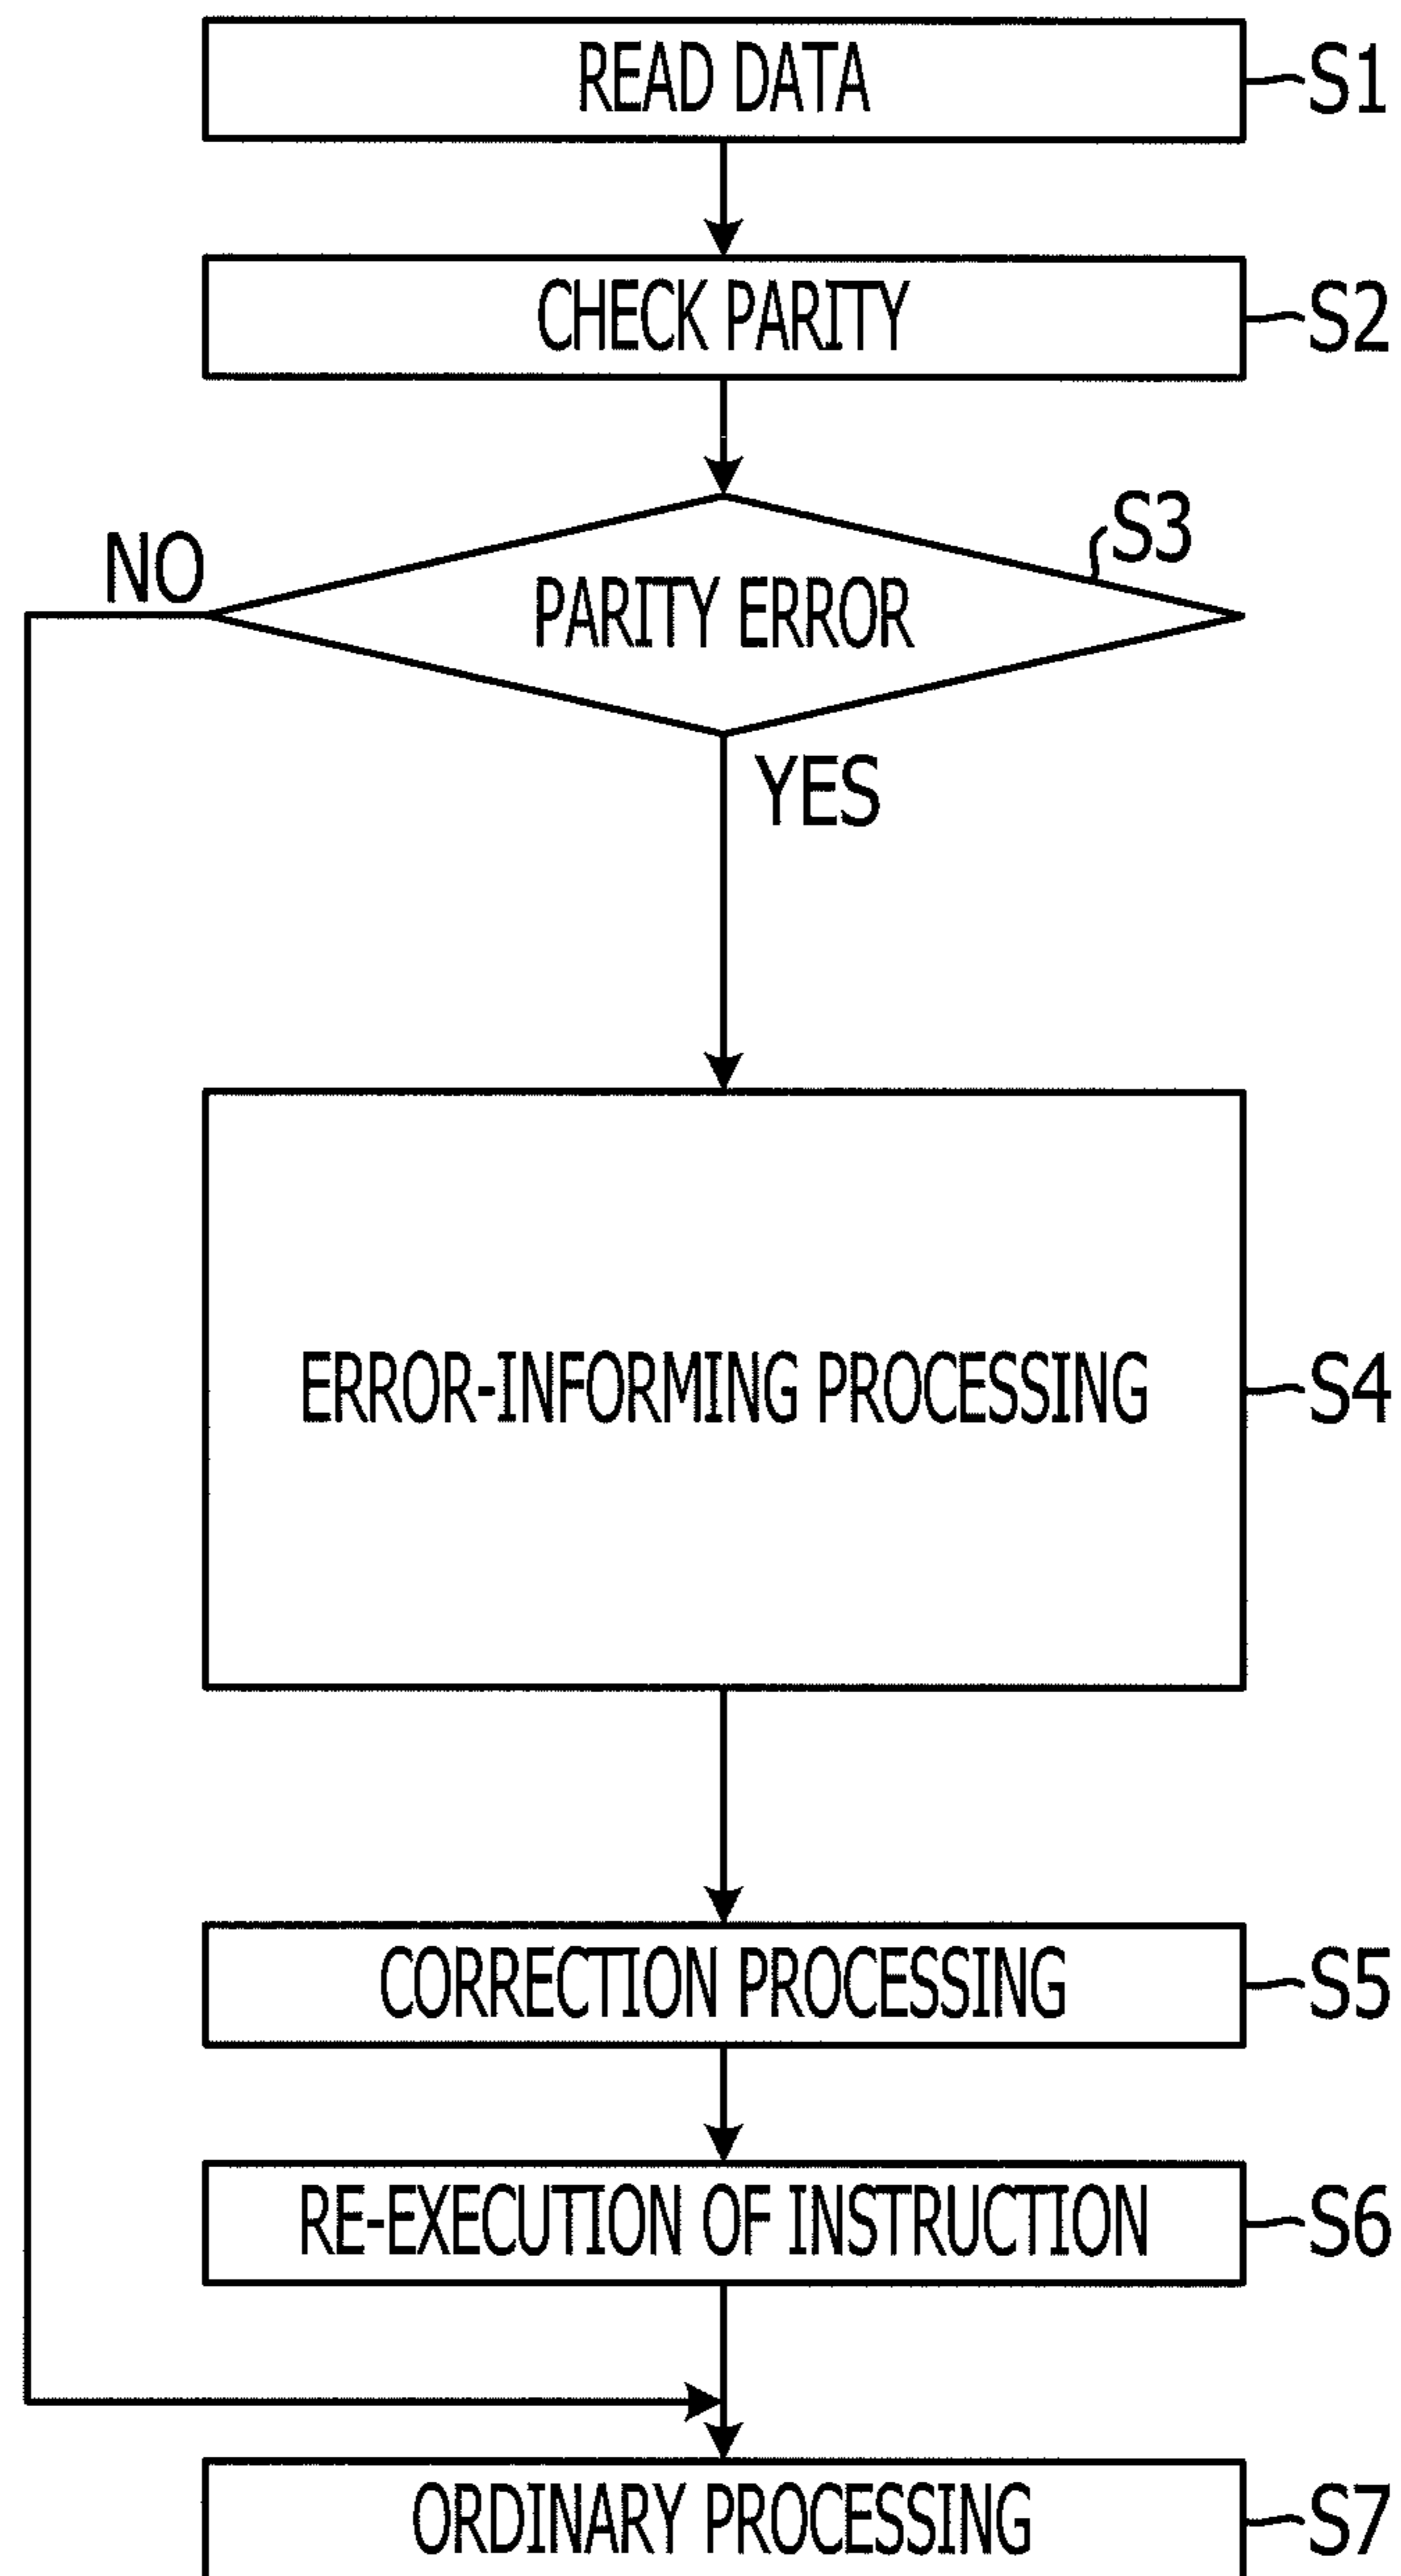 READ DATA S1
CHECK PARITY S2
S3
NO
PARITY ERROR
YES
ERROR-INFORMING PROCESSING S4
CORRECTION PROCESSING S5
RE-EXECUTION OF INSTRUCTION S6
ORDINARY PROCESSING S7